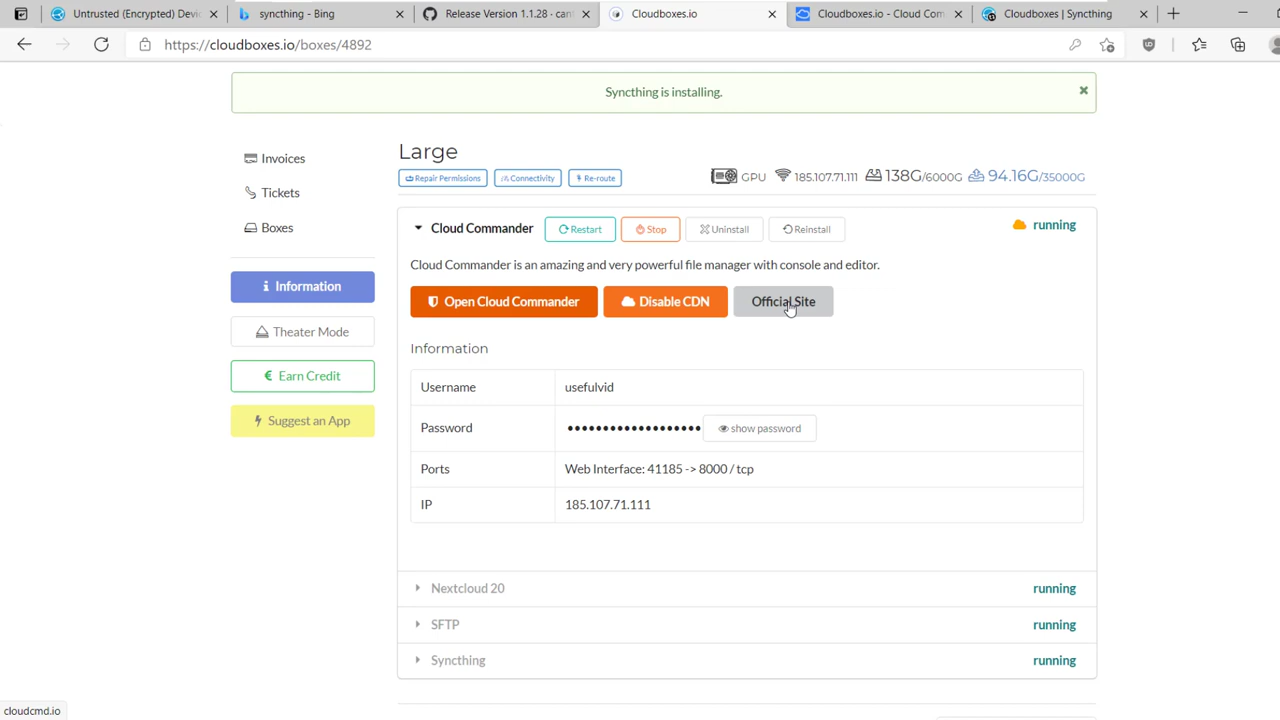 Untrusted (Encrypted) Devic
syncthing - Bing
Release Version 1.1.28 - cant
Cloudboxes.io
Cloudboxes.io - Cloud Com
Cloudboxes | Syncthing
https://cloudboxes.io/boxes/4892
Syncthing is installing.
Invoices
Tickets
Boxes
Information
Theater Mode
€ Earn Credit
Suggest an App
Large
Repair Permissions
Connectivity
Re-route
GPU
185.107.71.111
138G/6000G
94.16G/35000G
Cloud Commander
Restart
Stop
Uninstall
Reinstall
running
Cloud Commander is an amazing and very powerful file manager with console and editor.
Open Cloud Commander
Disable CDN
Official Site
Information
Username usefulvid
Password ••••••••••••••••••• show password
Ports Web Interface: 41185 -> 8000 / tcp
IP 185.107.71.111
Nextcloud 20 running
SFTP running
Syncthing running
cloudcmd.io